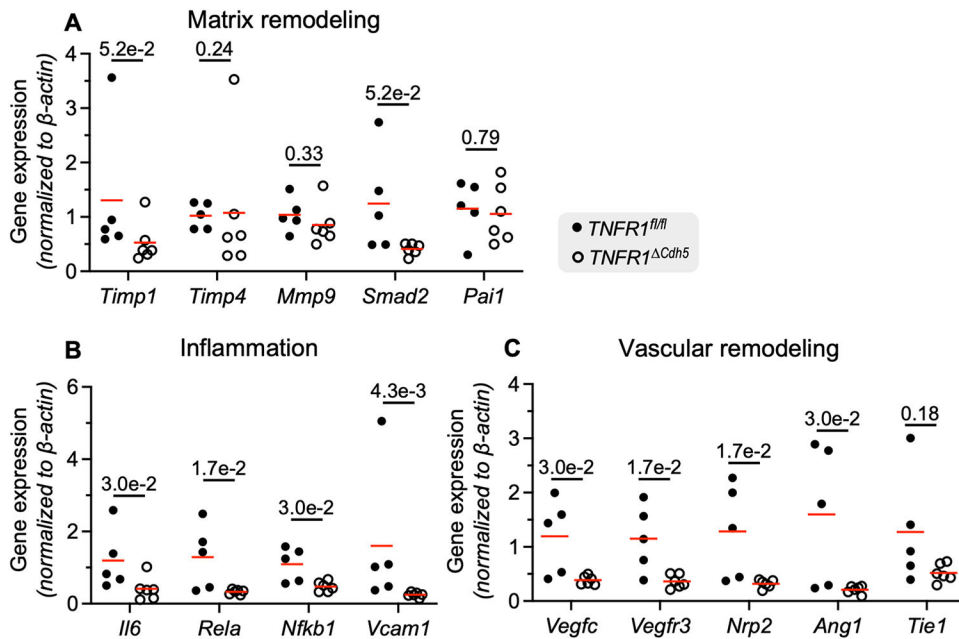 A
Matrix remodeling
Gene expression
(normalized to β-actin)
4
3
2
1
0
5.2e-2
0.24
0.33
5.2e-2
0.79
Timp1
Timp4
Mmp9
Smad2
Pai1
TNFR1fl/fl
TNFR1ΔCdh5
B
Inflammation
Gene expression
(normalized to β-actin)
6
4
2
0
3.0e-2
1.7e-2
3.0e-2
4.3e-3
Il6
Rela
Nfkb1
Vcam1
C
Vascular remodeling
Gene expression
(normalized to β-actin)
4
3
2
1
0
3.0e-2
1.7e-2
1.7e-2
3.0e-2
0.18
Vegfc
Vegfr3
Nrp2
Ang1
Tie1